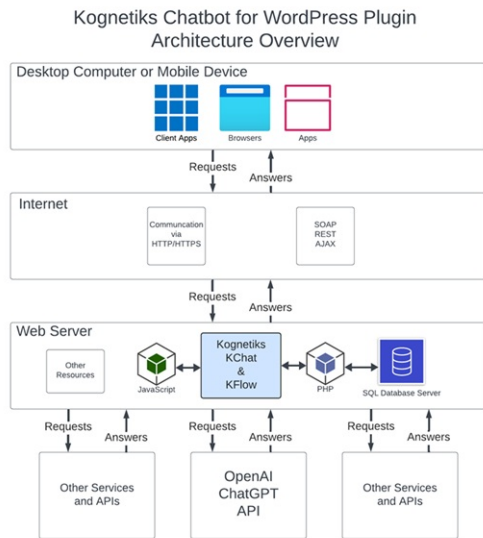 Kognetiks Chatbot for WordPress Plugin
Architecture Overview
Desktop Computer or Mobile Device
Client Apps
Browsers
Apps
Requests
Answers
Internet
Communcation
via
HTTP/HTTPS
SOAP
REST
AJAX
Requests
Answers
Web Server
Other
Resources
JavaScript
Kognetiks
KChat
&
KFlow
PHP
SQL Database Server
Requests
Answers
Requests
Answers
Requests
Answers
Other Services
and APIs
OpenAI
ChatGPT
API
Other Services
and APIs